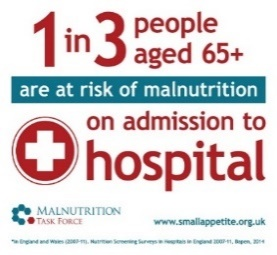 1 in 3 people
aged 65+
are at risk of malnutrition
on admission to
hospital
MALNUTRITION
TASK FORCE
www.smallappetite.org.uk
*In England and Wales (2007-11). Nutrition Screening Surveys in Hospitals in England 2007-11, Bapen, 2014